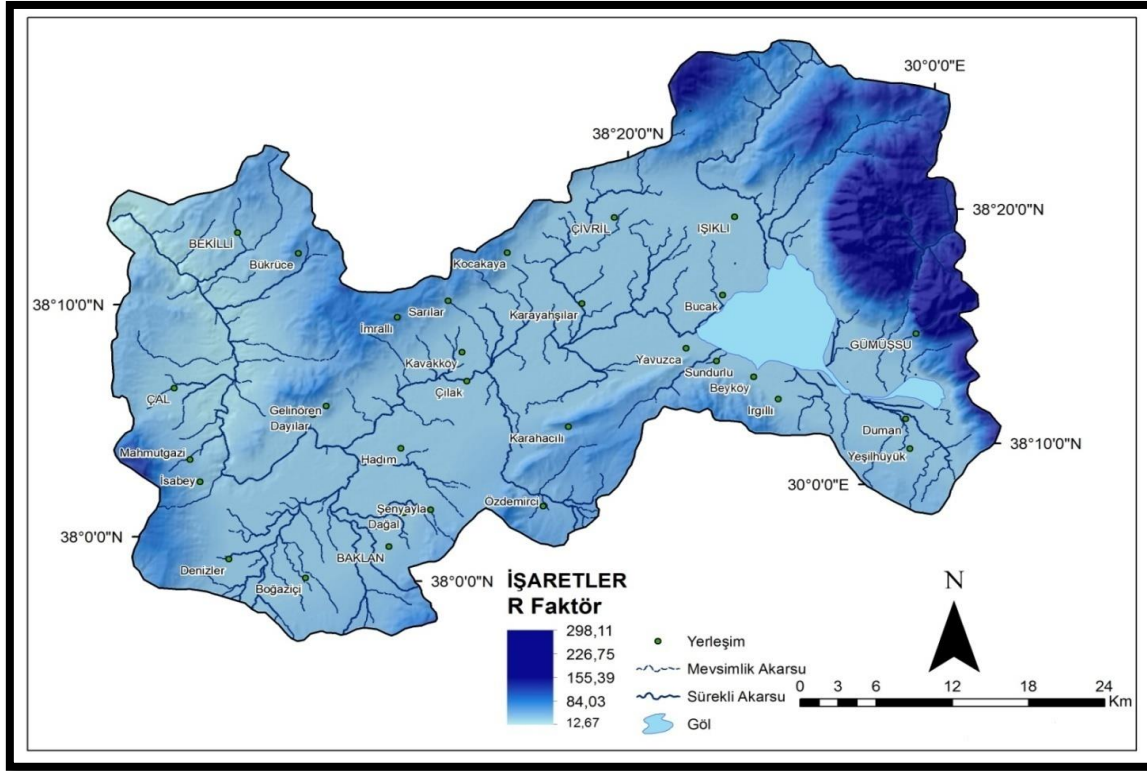 30°0'0"E
38°20'0"N
38°20'0"N
ÇİVRİL
IŞIKLI
BEKİLLİ
Bükrüce
Kocakaya
38°10'0"N
Sarılar
Bucak
Karayahşılar
İmrallı
GÜMÜŞSU
Kavakköy
Yavuzca
Sundurlu
Çılak
Beyköy
ÇAL
Irgıllı
Gelinören
Dayılar
Duman
Karahacılı
38°10'0"N
Mahmutgazi
Hadım
Yeşilhüyük
İsabey
30°0'0"E
Özdemirci
Şenyayla
Dağal
38°0'0"N
BAKLAN
Denizler
Boğaziçi
38°0'0"N
İŞARETLER
R Faktör
298,11
226,75
155,39
84,03
12,67
Yerleşim
Mevsimlik Akarsu
Sürekli Akarsu
Göl
N
0 3 6 12 18 24
Km